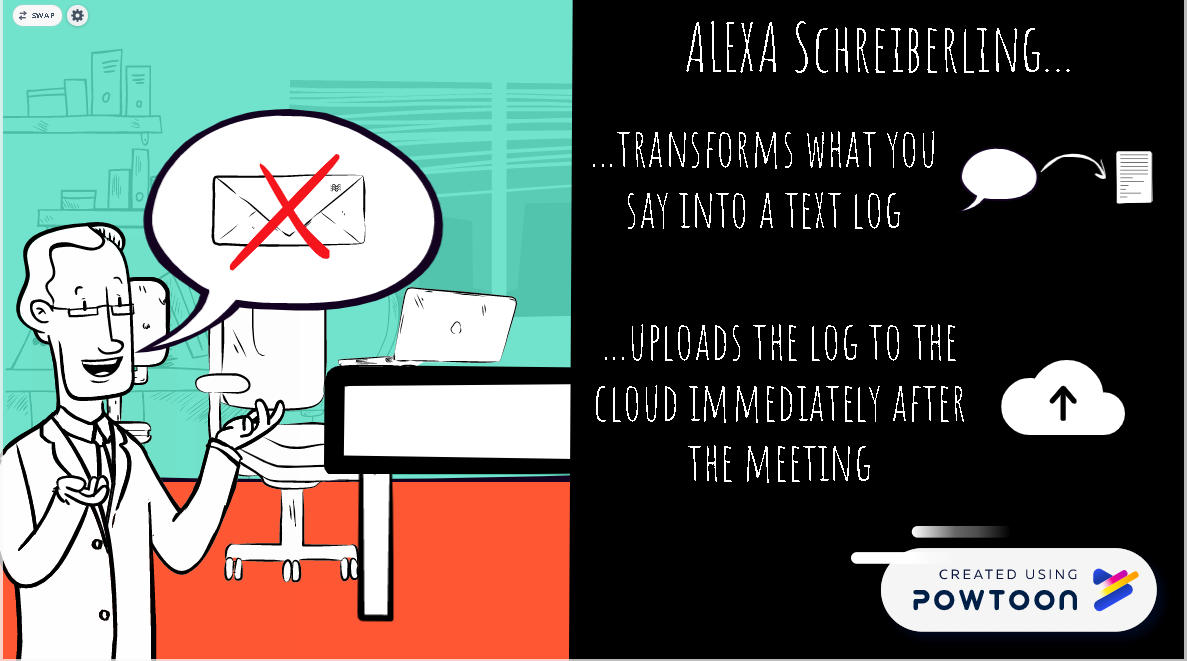 SWAP
ALEXA SCHREIBERLING...
...TRANSFORMS WHAT YOU
SAY INTO A TEXT LOG
...UPLOADS THE LOG TO THE
CLOUD IMMEDIATELY AFTER
THE MEETING
CREATED USING
POWTOON